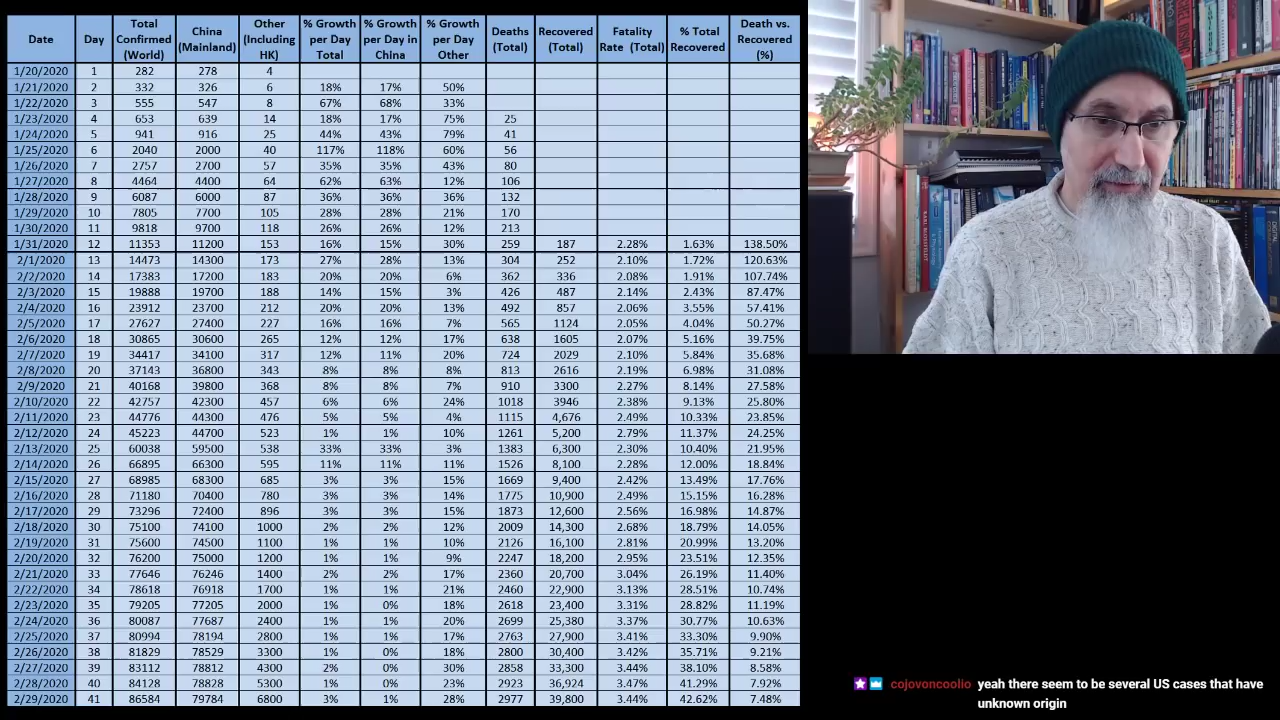 Date Day Total Confirmed (World) China (Mainland) Other (Including HK) % Growth per Day Total % Growth per Day in China % Growth per Day Other Deaths (Total) Recovered (Total) Fatality Rate (Total) % Total Recovered Death vs. Recovered (%)
1/20/2020 1 282 278 4
1/21/2020 2 332 326 6 18% 17% 50%
1/22/2020 3 555 547 8 67% 68% 33%
1/23/2020 4 653 639 14 18% 17% 75% 25
1/24/2020 5 941 916 25 44% 43% 79% 41
1/25/2020 6 2040 2000 40 117% 118% 60% 56
1/26/2020 7 2757 2700 57 35% 35% 43% 80
1/27/2020 8 4464 4400 64 62% 63% 12% 106
1/28/2020 9 6087 6000 87 36% 36% 36% 132
1/29/2020 10 7805 7700 105 28% 28% 21% 170
1/30/2020 11 9818 9700 118 26% 26% 12% 213
1/31/2020 12 11353 11200 153 16% 15% 30% 259 187 2.28% 1.63% 138.50%
2/1/2020 13 14473 14300 173 27% 28% 13% 304 252 2.10% 1.72% 120.63%
2/2/2020 14 17383 17200 183 20% 20% 6% 362 336 2.08% 1.91% 107.74%
2/3/2020 15 19888 19700 188 14% 15% 3% 426 487 2.14% 2.43% 87.47%
2/4/2020 16 23912 23700 212 20% 20% 13% 492 857 2.06% 3.55% 57.41%
2/5/2020 17 27627 27400 227 16% 16% 7% 565 1124 2.05% 4.04% 50.27%
2/6/2020 18 30865 30600 265 12% 12% 17% 638 1605 2.07% 5.16% 39.75%
2/7/2020 19 34417 34100 317 12% 11% 20% 724 2029 2.10% 5.84% 35.68%
2/8/2020 20 37143 36800 343 8% 8% 8% 813 2616 2.19% 6.98% 31.08%
2/9/2020 21 40168 39800 368 8% 8% 7% 910 3300 2.27% 8.14% 27.58%
2/10/2020 22 42757 42300 457 6% 6% 24% 1018 3946 2.38% 9.13% 25.80%
2/11/2020 23 44776 44300 476 5% 5% 4% 1115 4,676 2.49% 10.33% 23.85%
2/12/2020 24 45223 44700 523 1% 1% 10% 1261 5,200 2.79% 11.37% 24.25%
2/13/2020 25 60038 59500 538 33% 33% 3% 1383 6,300 2.30% 10.40% 21.95%
2/14/2020 26 66895 66300 595 11% 11% 11% 1526 8,100 2.28% 12.00% 18.84%
2/15/2020 27 68985 68300 685 3% 3% 15% 1669 9,400 2.42% 13.49% 17.76%
2/16/2020 28 71180 70400 780 3% 3% 14% 1775 10,900 2.49% 15.15% 16.28%
2/17/2020 29 73296 72400 896 3% 3% 15% 1873 12,600 2.56% 16.98% 14.87%
2/18/2020 30 75100 74100 1000 2% 2% 12% 2009 14,300 2.68% 18.79% 14.05%
2/19/2020 31 75600 74500 1100 1% 1% 10% 2126 16,100 2.81% 20.99% 13.20%
2/20/2020 32 76200 75000 1200 1% 1% 9% 2247 18,200 2.95% 23.51% 12.35%
2/21/2020 33 77646 76246 1400 2% 2% 17% 2360 20,700 3.04% 26.19% 11.40%
2/22/2020 34 78618 76918 1700 1% 1% 21% 2460 22,900 3.13% 28.51% 10.74%
2/23/2020 35 79205 77205 2000 1% 0% 18% 2618 23,400 3.31% 28.82% 11.19%
2/24/2020 36 80087 77687 2400 1% 1% 20% 2699 25,380 3.37% 30.77% 10.63%
2/25/2020 37 80994 78194 2800 1% 1% 17% 2763 27,900 3.41% 33.30% 9.90%
2/26/2020 38 81829 78529 3300 1% 0% 18% 2800 30,400 3.42% 35.71% 9.21%
2/27/2020 39 83112 78812 4300 2% 0% 30% 2858 33,300 3.44% 38.10% 8.58%
2/28/2020 40 84128 78828 5300 1% 0% 23% 2923 36,924 3.47% 41.29% 7.92%
2/29/2020 41 86584 79784 6800 3% 1% 28% 2977 39,800 3.44% 42.62% 7.48%
cojovoncoolio yeah there seem to be several US cases that have
unknown origin